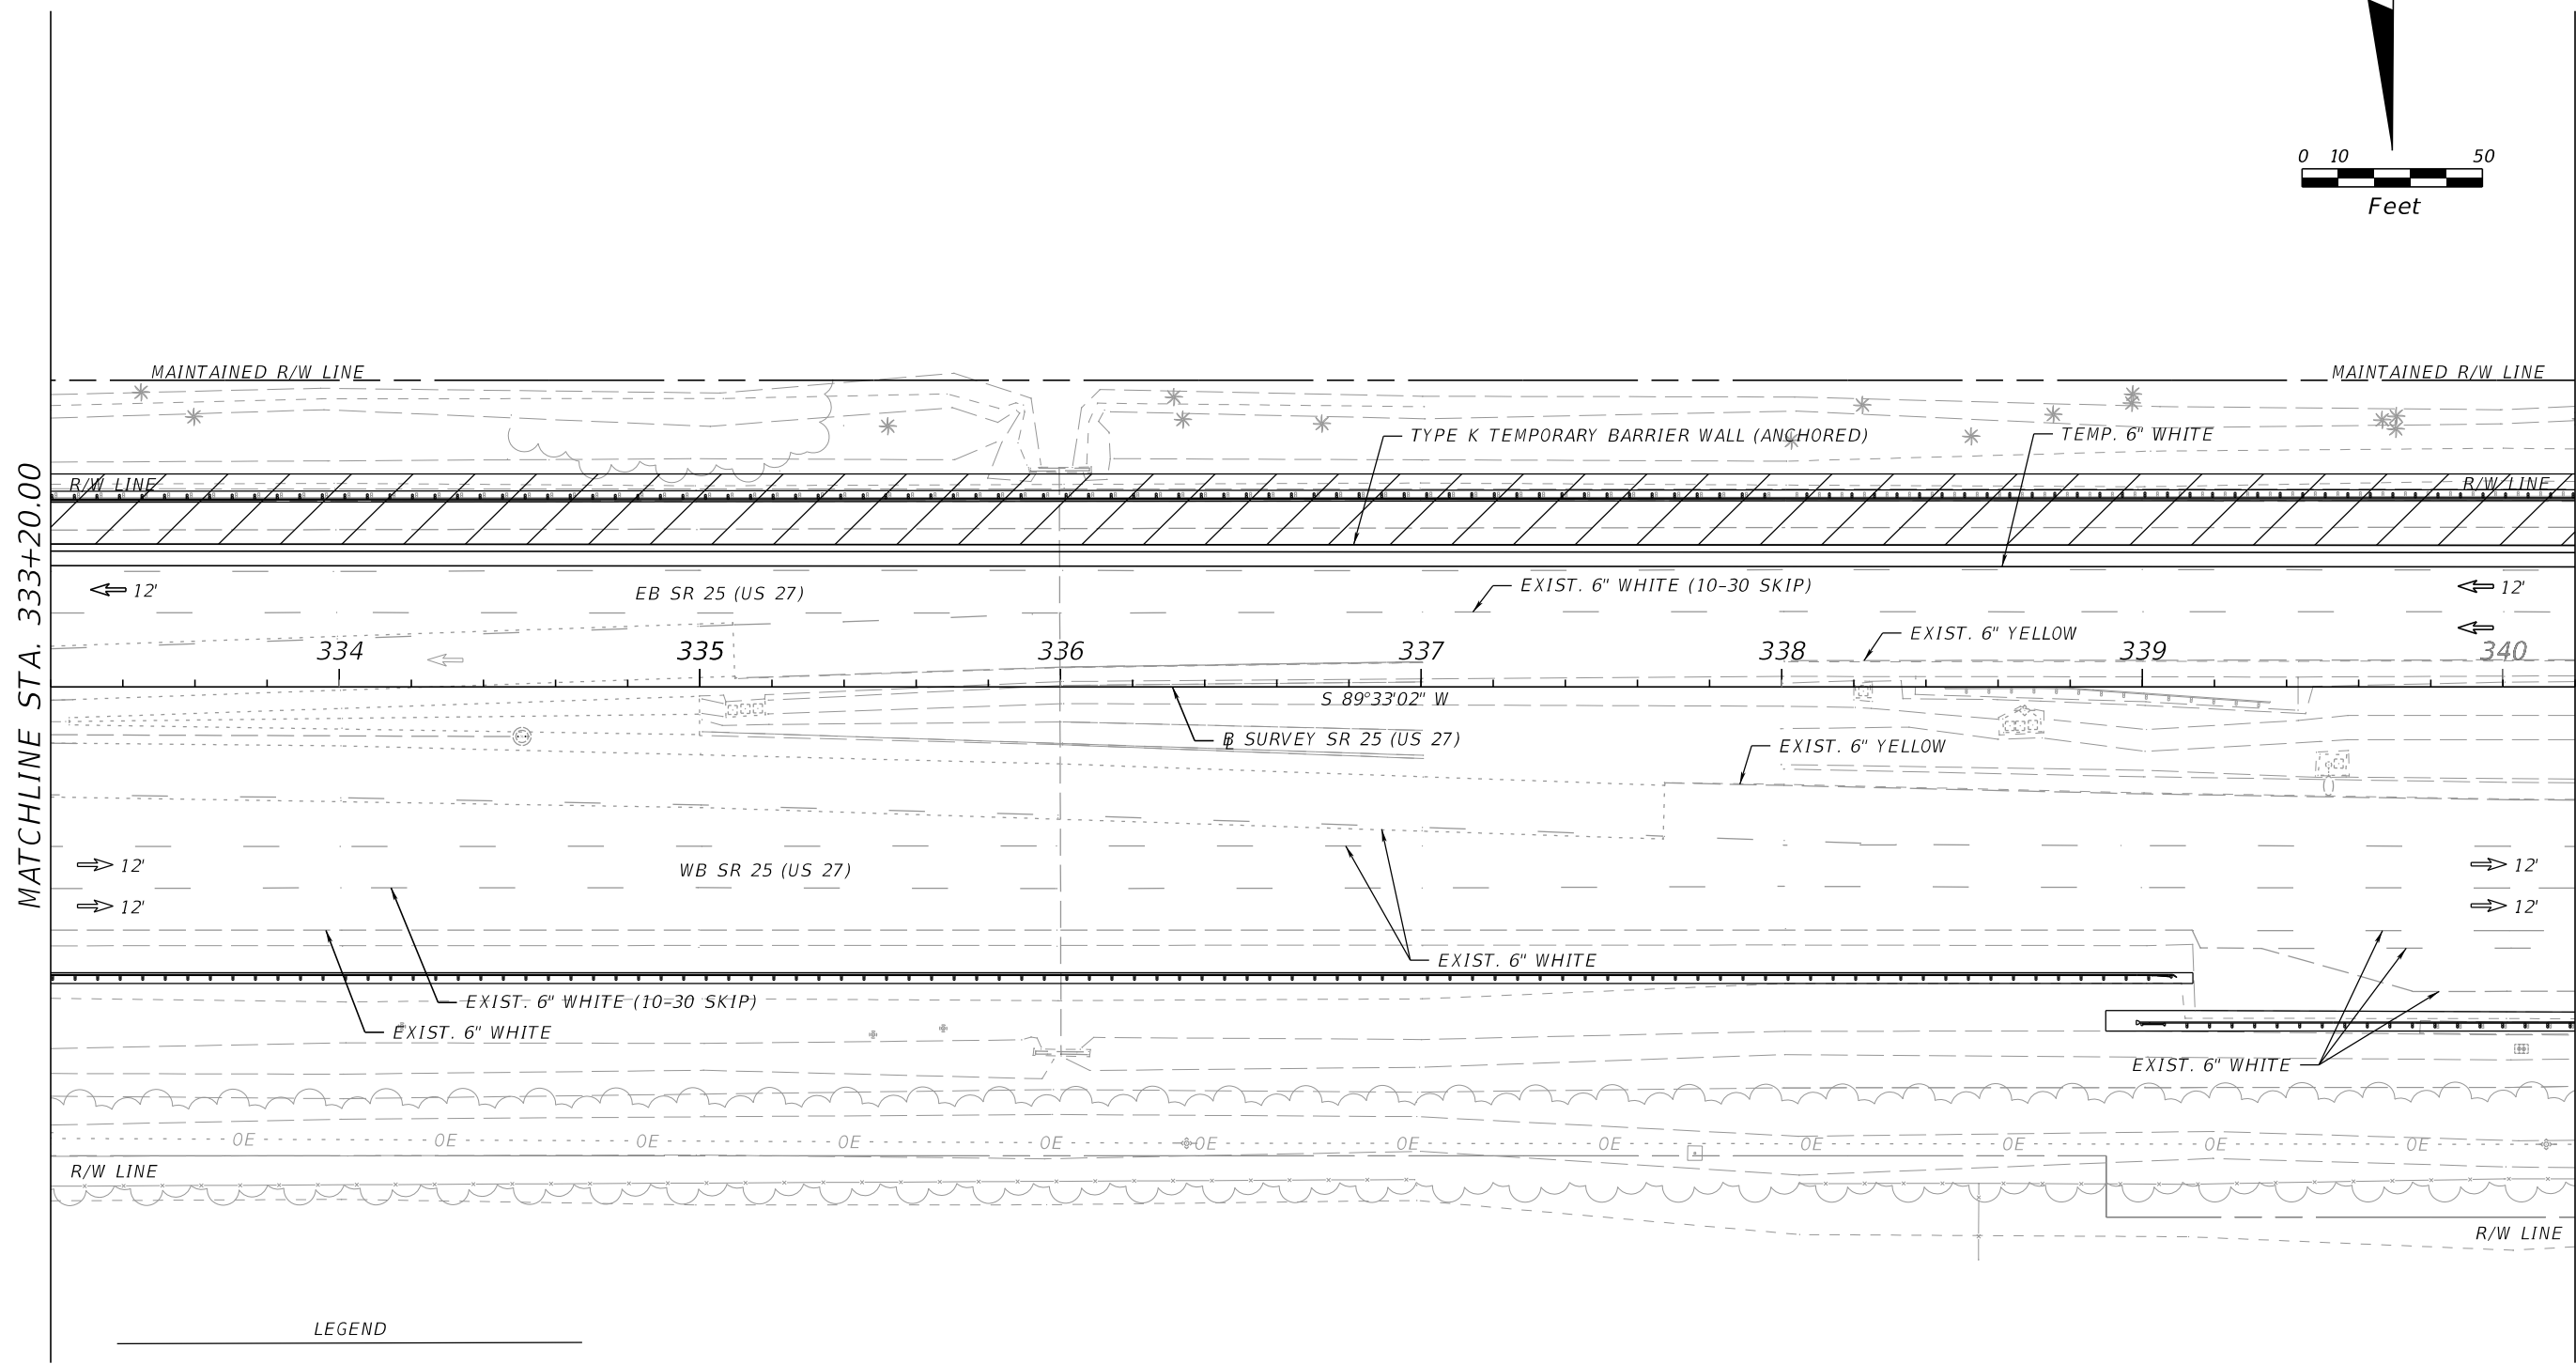 0 10 50
Feet
MAINTAINED R/W LINE
MAINTAINED R/W LINE
TYPE K TEMPORARY BARRIER WALL (ANCHORED)
TEMP. 6" WHITE
R/W LINE
R/W LINE
MATCHLINE STA. 333+20.00
12'
EB SR 25 (US 27)
EXIST. 6" WHITE (10-30 SKIP)
12'
EXIST. 6" YELLOW
334 335 336 337 338 339 340
S 89°33'02" W
B SURVEY SR 25 (US 27)
EXIST. 6" YELLOW
12'
WB SR 25 (US 27)
12'
12'
12'
EXIST. 6" WHITE
EXIST. 6" WHITE (10-30 SKIP)
EXIST. 6" WHITE
EXIST. 6" WHITE
OE OE OE OE OE OE OE OE OE OE OE OE
R/W LINE
R/W LINE
LEGEND